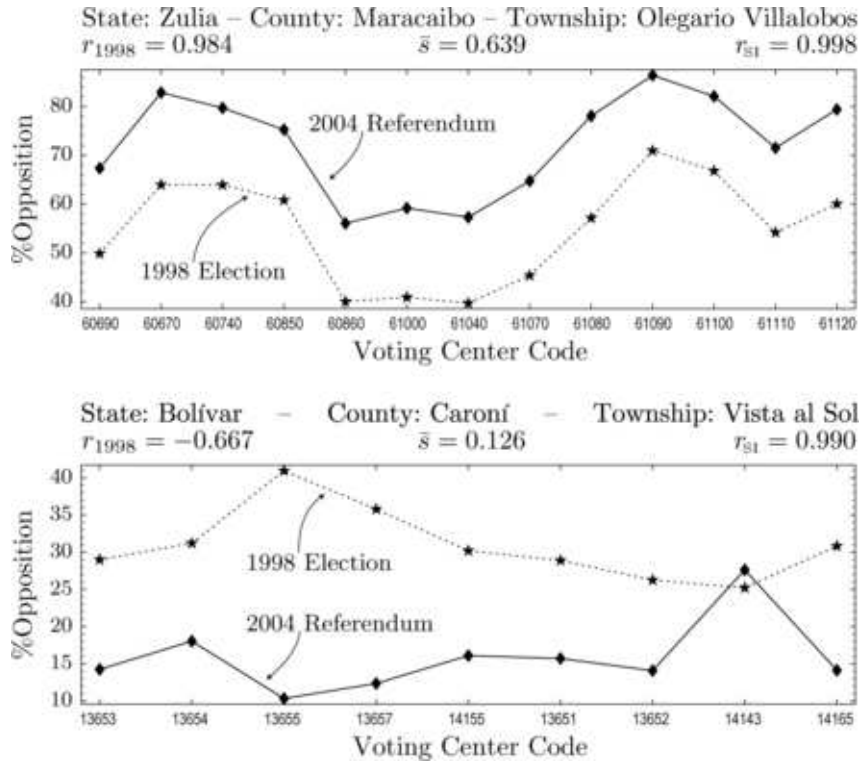 State: Zulia – County: Maracaibo – Township: Olegario Villalobos
r1998 = 0.984 s̄ = 0.639 rSI = 0.998
80
70
60
50
40
%Opposition
2004 Referendum
1998 Election
60690 60670 60740 60850 60860 61000 61040 61070 61080 61090 61100 61110 61120
Voting Center Code
State: Bolívar – County: Caroní – Township: Vista al Sol
r1998 = −0.667 s̄ = 0.126 rSI = 0.990
40
35
30
25
20
15
10
%Opposition
1998 Election
2004 Referendum
13653 13654 13655 13657 14155 13651 13652 14143 14165
Voting Center Code